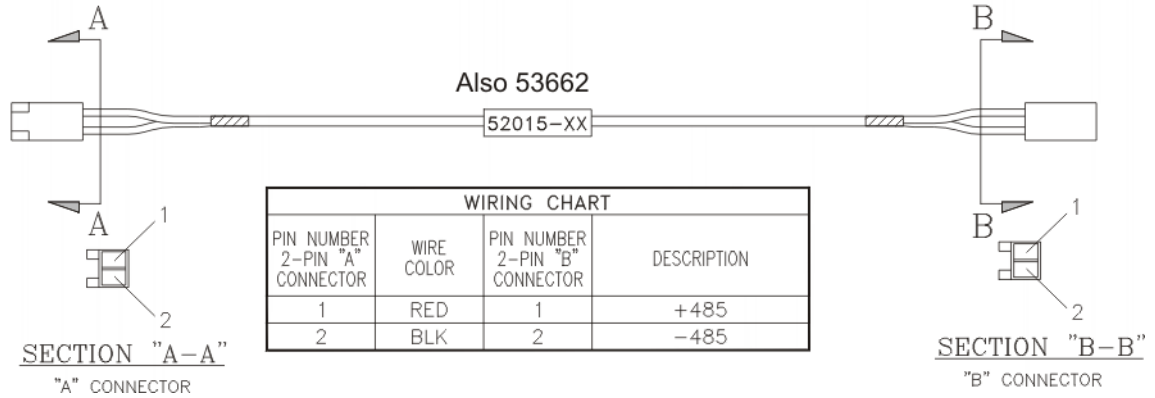 A
B
Also 53662
52015-XX
A
B
1
2
SECTION "A-A"
"A" CONNECTOR
WIRING CHART
PIN NUMBER
2-PIN "A"
CONNECTOR
WIRE
COLOR
PIN NUMBER
2-PIN "B"
CONNECTOR
DESCRIPTION
1 RED 1 +485
2 BLK 2 -485
1
2
SECTION "B-B"
"B" CONNECTOR